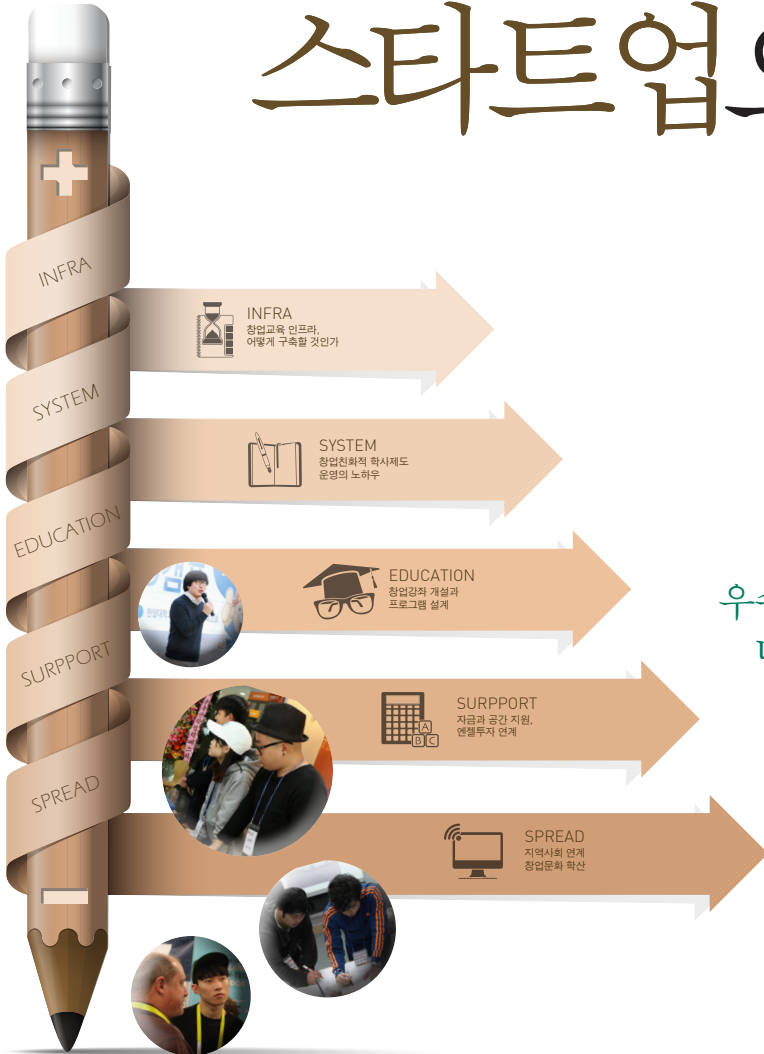 스타트업
INFRA
INFRA
창업교육 인프라,
어떻게 구축할 것인가
SYSTEM
SYSTEM
창업친화적 학사제도
운영의 노하우
EDUCATION
EDUCATION
창업강좌 개설과
프로그램 설계
SURPPORT
SURPPORT
자금과 공간 지원,
엔젤투자 연계
A
B C
SPREAD
SPREAD
지역사회 연계
창업문화 확산